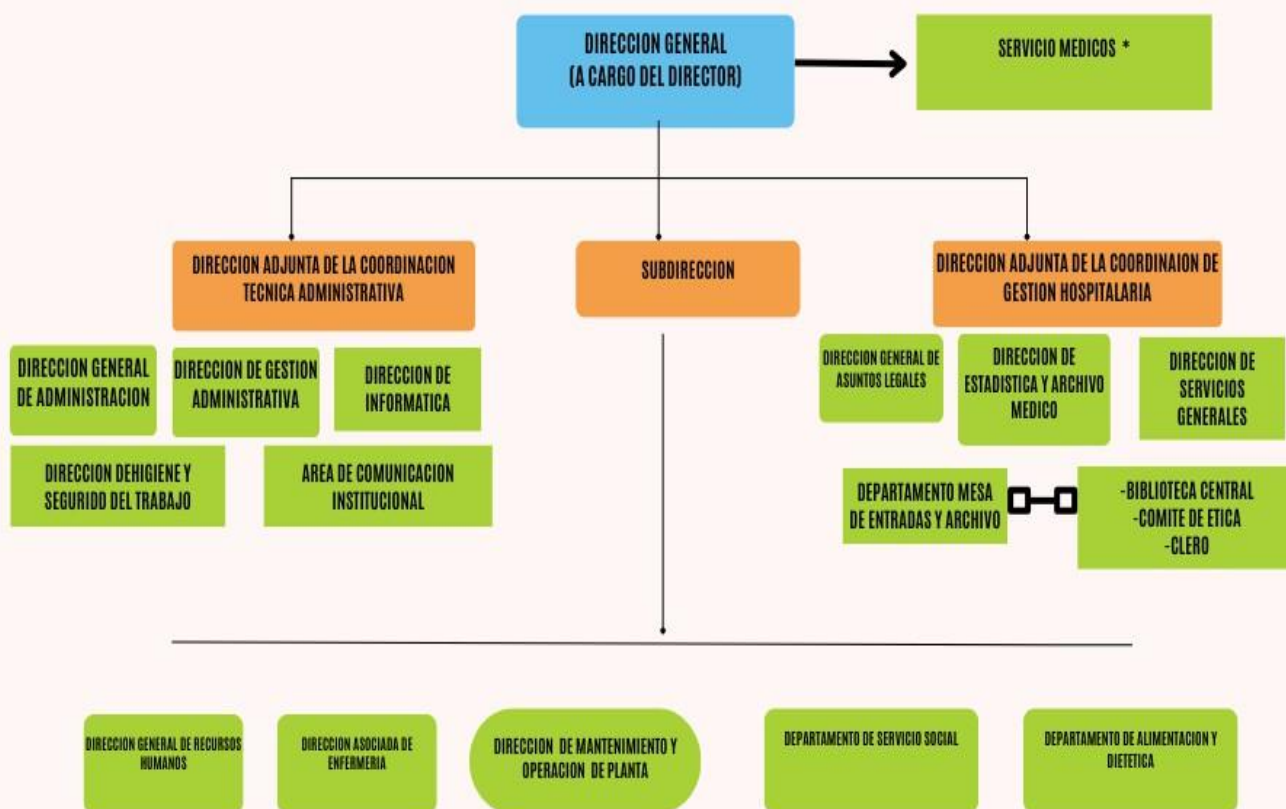 DIRECCION GENERAL
(A CARGO DEL DIRECTOR)
SERVICIO MEDICOS *
DIRECCION ADJUNTA DE LA COORDINACION
TECNICA ADMINISTRATIVA
SUBDIRECCION
DIRECCION ADJUNTA DE LA COORDINAION DE
GESTION HOSPITALARIA
DIRECCION GENERAL
DE ADMINISTRACION
DIRECCION DE GESTION
ADMINISTRATIVA
DIRECCION DE
INFORMATICA
DIRECCION GENERAL DE
ASUNTOS LEGALES
DIRECCION DE
ESTADISTICA Y ARCHIVO
MEDICO
DIRECCION DE
SERVICIOS
GENERALES
DIRECCION DEHIGIENE Y
SEGURIDD DEL TRABAJO
AREA DE COMUNICACION
INSTITUCIONAL
DEPARTAMENTO MESA
DE ENTRADAS Y ARCHIVO
-BIBLIOTECA CENTRAL
-COMITE DE ETICA
-CLERO
DIRECCION GENERAL DE RECURSOS
HUMANOS
DIRECCION ASOCIADA DE
ENFERMERIA
DIRECCION DE MANTENIMIENTO Y
OPERACION DE PLANTA
DEPARTAMENTO DE SERVICIO SOCIAL
DEPARTAMENTO DE ALIMENTACION Y
DIETETICA